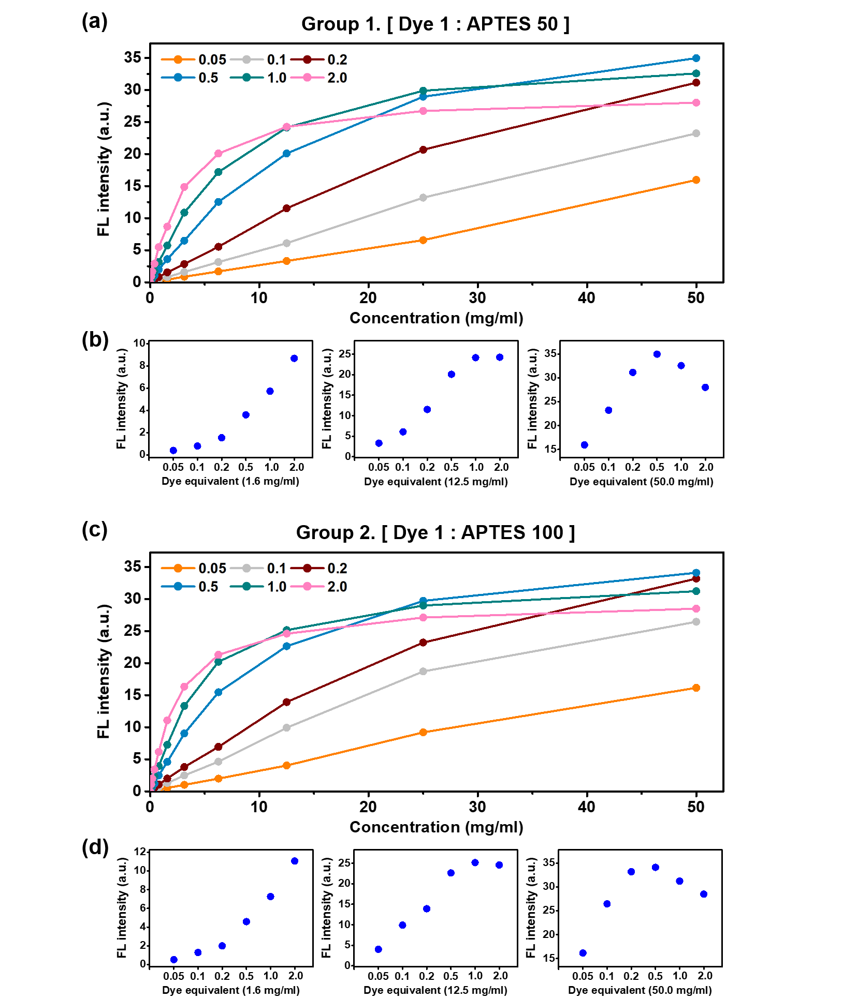 (a)
Group 1. [ Dye 1 : APTES 50 ]
0.05 0.1 0.2
0.5 1.0 2.0
FL intensity (a.u.)
35
30
25
20
15
10
5
0
0 10 20 30 40 50
Concentration (mg/ml)
(b)
FL intensity (a.u.)
10
8
6
4
2
0
0.05 0.1 0.2 0.5 1.0 2.0
Dye equivalent (1.6 mg/ml)
FL intensity (a.u.)
25
20
15
10
5
0
0.05 0.1 0.2 0.5 1.0 2.0
Dye equivalent (12.5 mg/ml)
FL intensity (a.u.)
35
30
25
20
15
0.05 0.1 0.2 0.5 1.0 2.0
Dye equivalent (50.0 mg/ml)
(c)
Group 2. [ Dye 1 : APTES 100 ]
0.05 0.1 0.2
0.5 1.0 2.0
FL intensity (a.u.)
35
30
25
20
15
10
5
0
0 10 20 30 40 50
Concentration (mg/ml)
(d)
FL intensity (a.u.)
12
10
8
6
4
2
0
0.05 0.1 0.2 0.5 1.0 2.0
Dye equivalent (1.6 mg/ml)
FL intensity (a.u.)
25
20
15
10
5
0
0.05 0.1 0.2 0.5 1.0 2.0
Dye equivalent (12.5 mg/ml)
FL intensity (a.u.)
35
30
25
20
15
0.05 0.1 0.2 0.5 1.0 2.0
Dye equivalent (50.0 mg/ml)